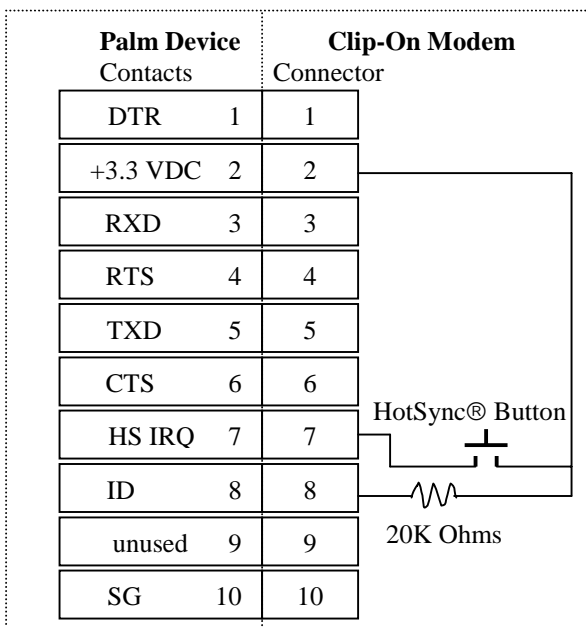 Palm Device Clip-On Modem
Contacts Connector
DTR 1 1
+3.3 VDC 2 2
RXD 3 3
RTS 4 4
TXD 5 5
CTS 6 6
HotSync® Button
HS IRQ 7 7
ID 8 8
20K Ohms
unused 9 9
SG 10 10